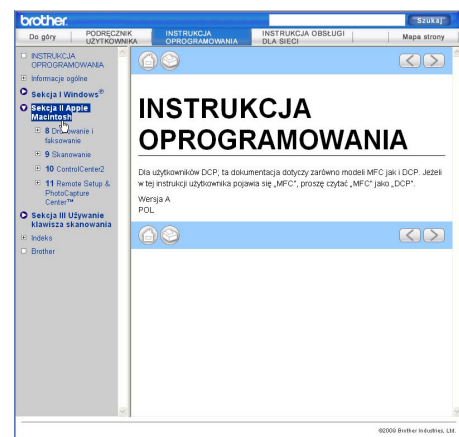 brother.
Szukaj
Do góry
PODRĘCZNIK
UŻYTKOWNIKA
INSTRUKCJA
OPROGRAMOWANIA
INSTRUKCJA OBSŁUGI
DLA SIECI
Mapa strony
INSTRUKCJA
OPROGRAMOWANIA
Informacje ogólne
Sekcja I Windows®
Sekcja II Apple
Macintosh
8 Drukowanie i
faksowanie
9 Skanowanie
10 ControlCenter2
11 Remote Setup &
PhotoCapture
Center™
Sekcja III Używanie
klawisza skanowania
Indeks
Brother
INSTRUKCJA
OPROGRAMOWANIA
Dla użytkowników DCP; ta dokumentacja dotyczy zarówno modeli MFC jak i DCP. Jeżeli
w tej instrukcji użytkownika pojawia się „MFC”, proszę czytać „MFC” jako „DCP”.
Wersja A
POL
©2009 Brother Industries, Ltd.